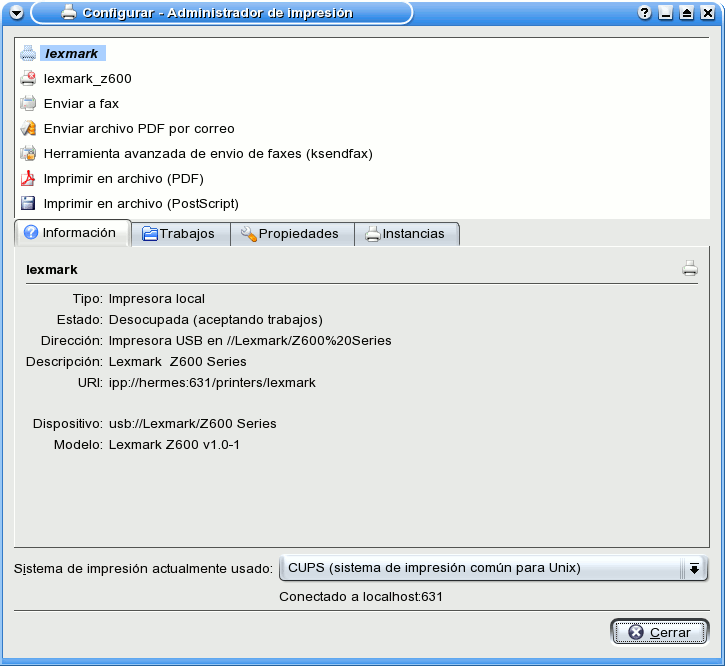 Configurar - Administrador de impresión
lexmark
lexmark_z600
Enviar a fax
Enviar archivo PDF por correo
Herramienta avanzada de envio de faxes (ksendfax)
Imprimir en archivo (PDF)
Imprimir en archivo (PostScript)
Información Trabajos Propiedades Instancias
lexmark
Tipo: Impresora local
Estado: Desocupada (aceptando trabajos)
Dirección: Impresora USB en //Lexmark/Z600%20Series
Descripción: Lexmark  Z600 Series
URI: ipp://hermes:631/printers/lexmark
Dispositivo: usb://Lexmark/Z600 Series
Modelo: Lexmark Z600 v1.0-1
Sistema de impresión actualmente usado: CUPS (sistema de impresión común para Unix)
Conectado a localhost:631
Cerrar